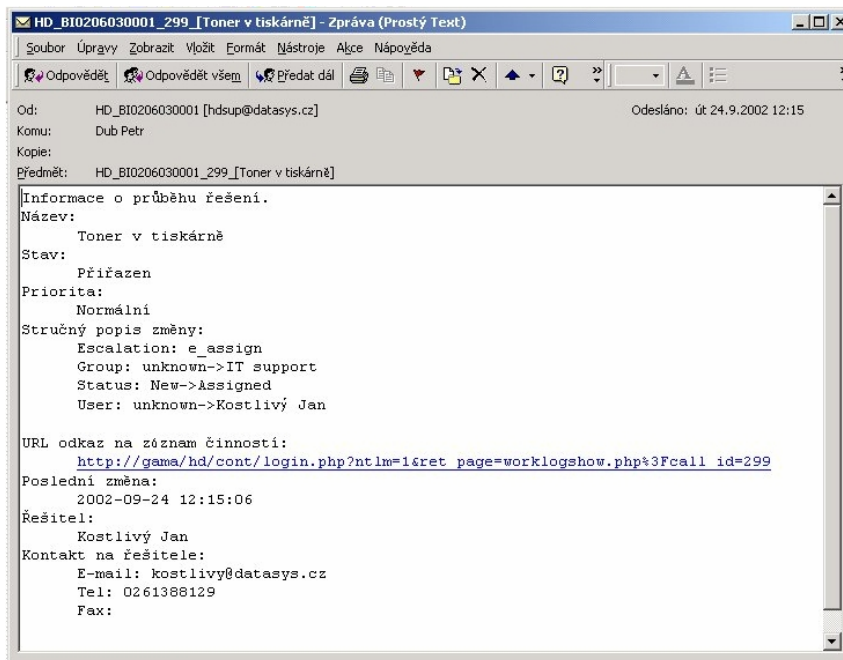 HD_BI0206030001_299_[Toner v tiskárně] - Zpráva (Prostý Text)
Soubor Úpravy Zobrazit Vložit Formát Nástroje Akce Nápověda
Odpovědět Odpovědět všem Předat dál
Od: HD_BI0206030001 [hdsup@datasys.cz] Odesláno: út 24.9.2002 12:15
Komu: Dub Petr
Kopie:
Předmět: HD_BI0206030001_299_[Toner v tiskárně]
Informace o průběhu řešení.
Název:
Toner v tiskárně
Stav:
Přiřazen
Priorita:
Normální
Stručný popis změny:
Escalation: e_assign
Group: unknown->IT support
Status: New->Assigned
User: unknown->Kostlivý Jan
URL odkaz na záznam činností:
http://gama/hd/cont/login.php?ntlm=1&ret_page=worklogshow.php%3Fcall_id=299
Poslední změna:
2002-09-24 12:15:06
Řešitel:
Kostlivý Jan
Kontakt na řešitele:
E-mail: kostlivy@datasys.cz
Tel: 0261388129
Fax: